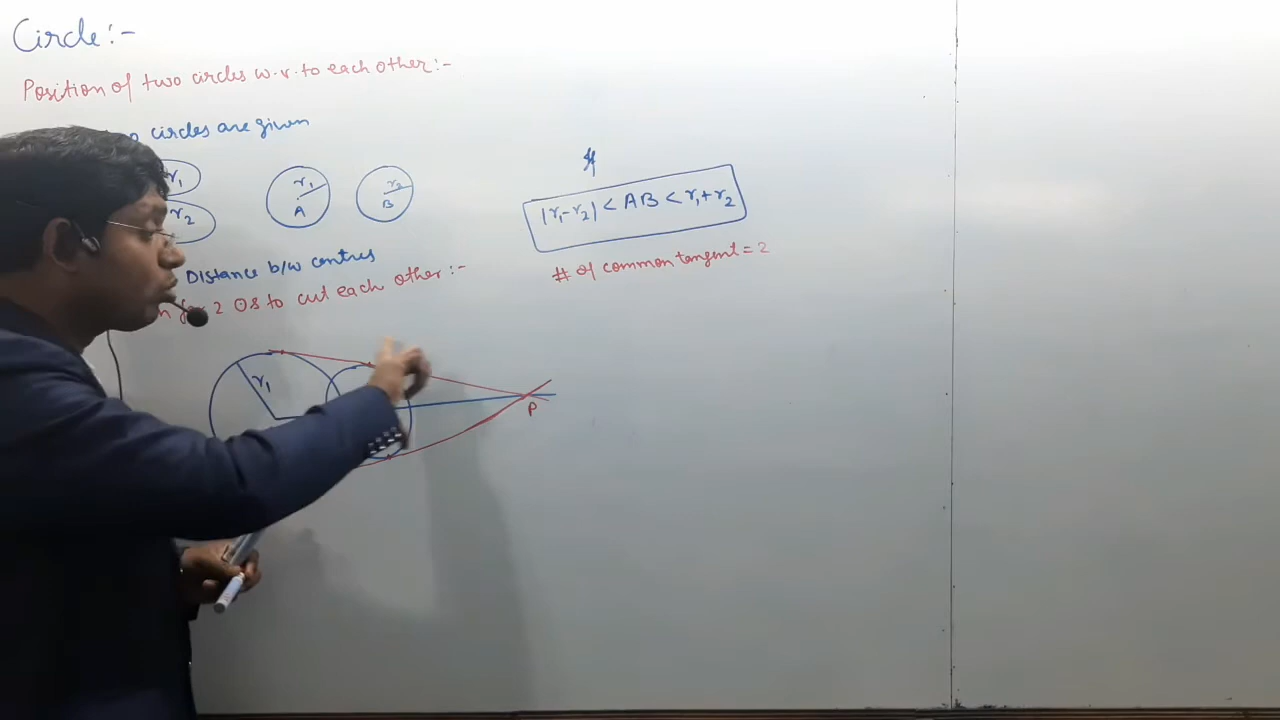 Circle :-
Position of two circles w.r. to each other :-
circles are given
r₁ r₁ r₂
r₂ A B
|r₁-r₂| < AB < r₁+r₂
Distance b/w centres
# of common tangent = 2
2 Os to cut each other :-
r₁
P